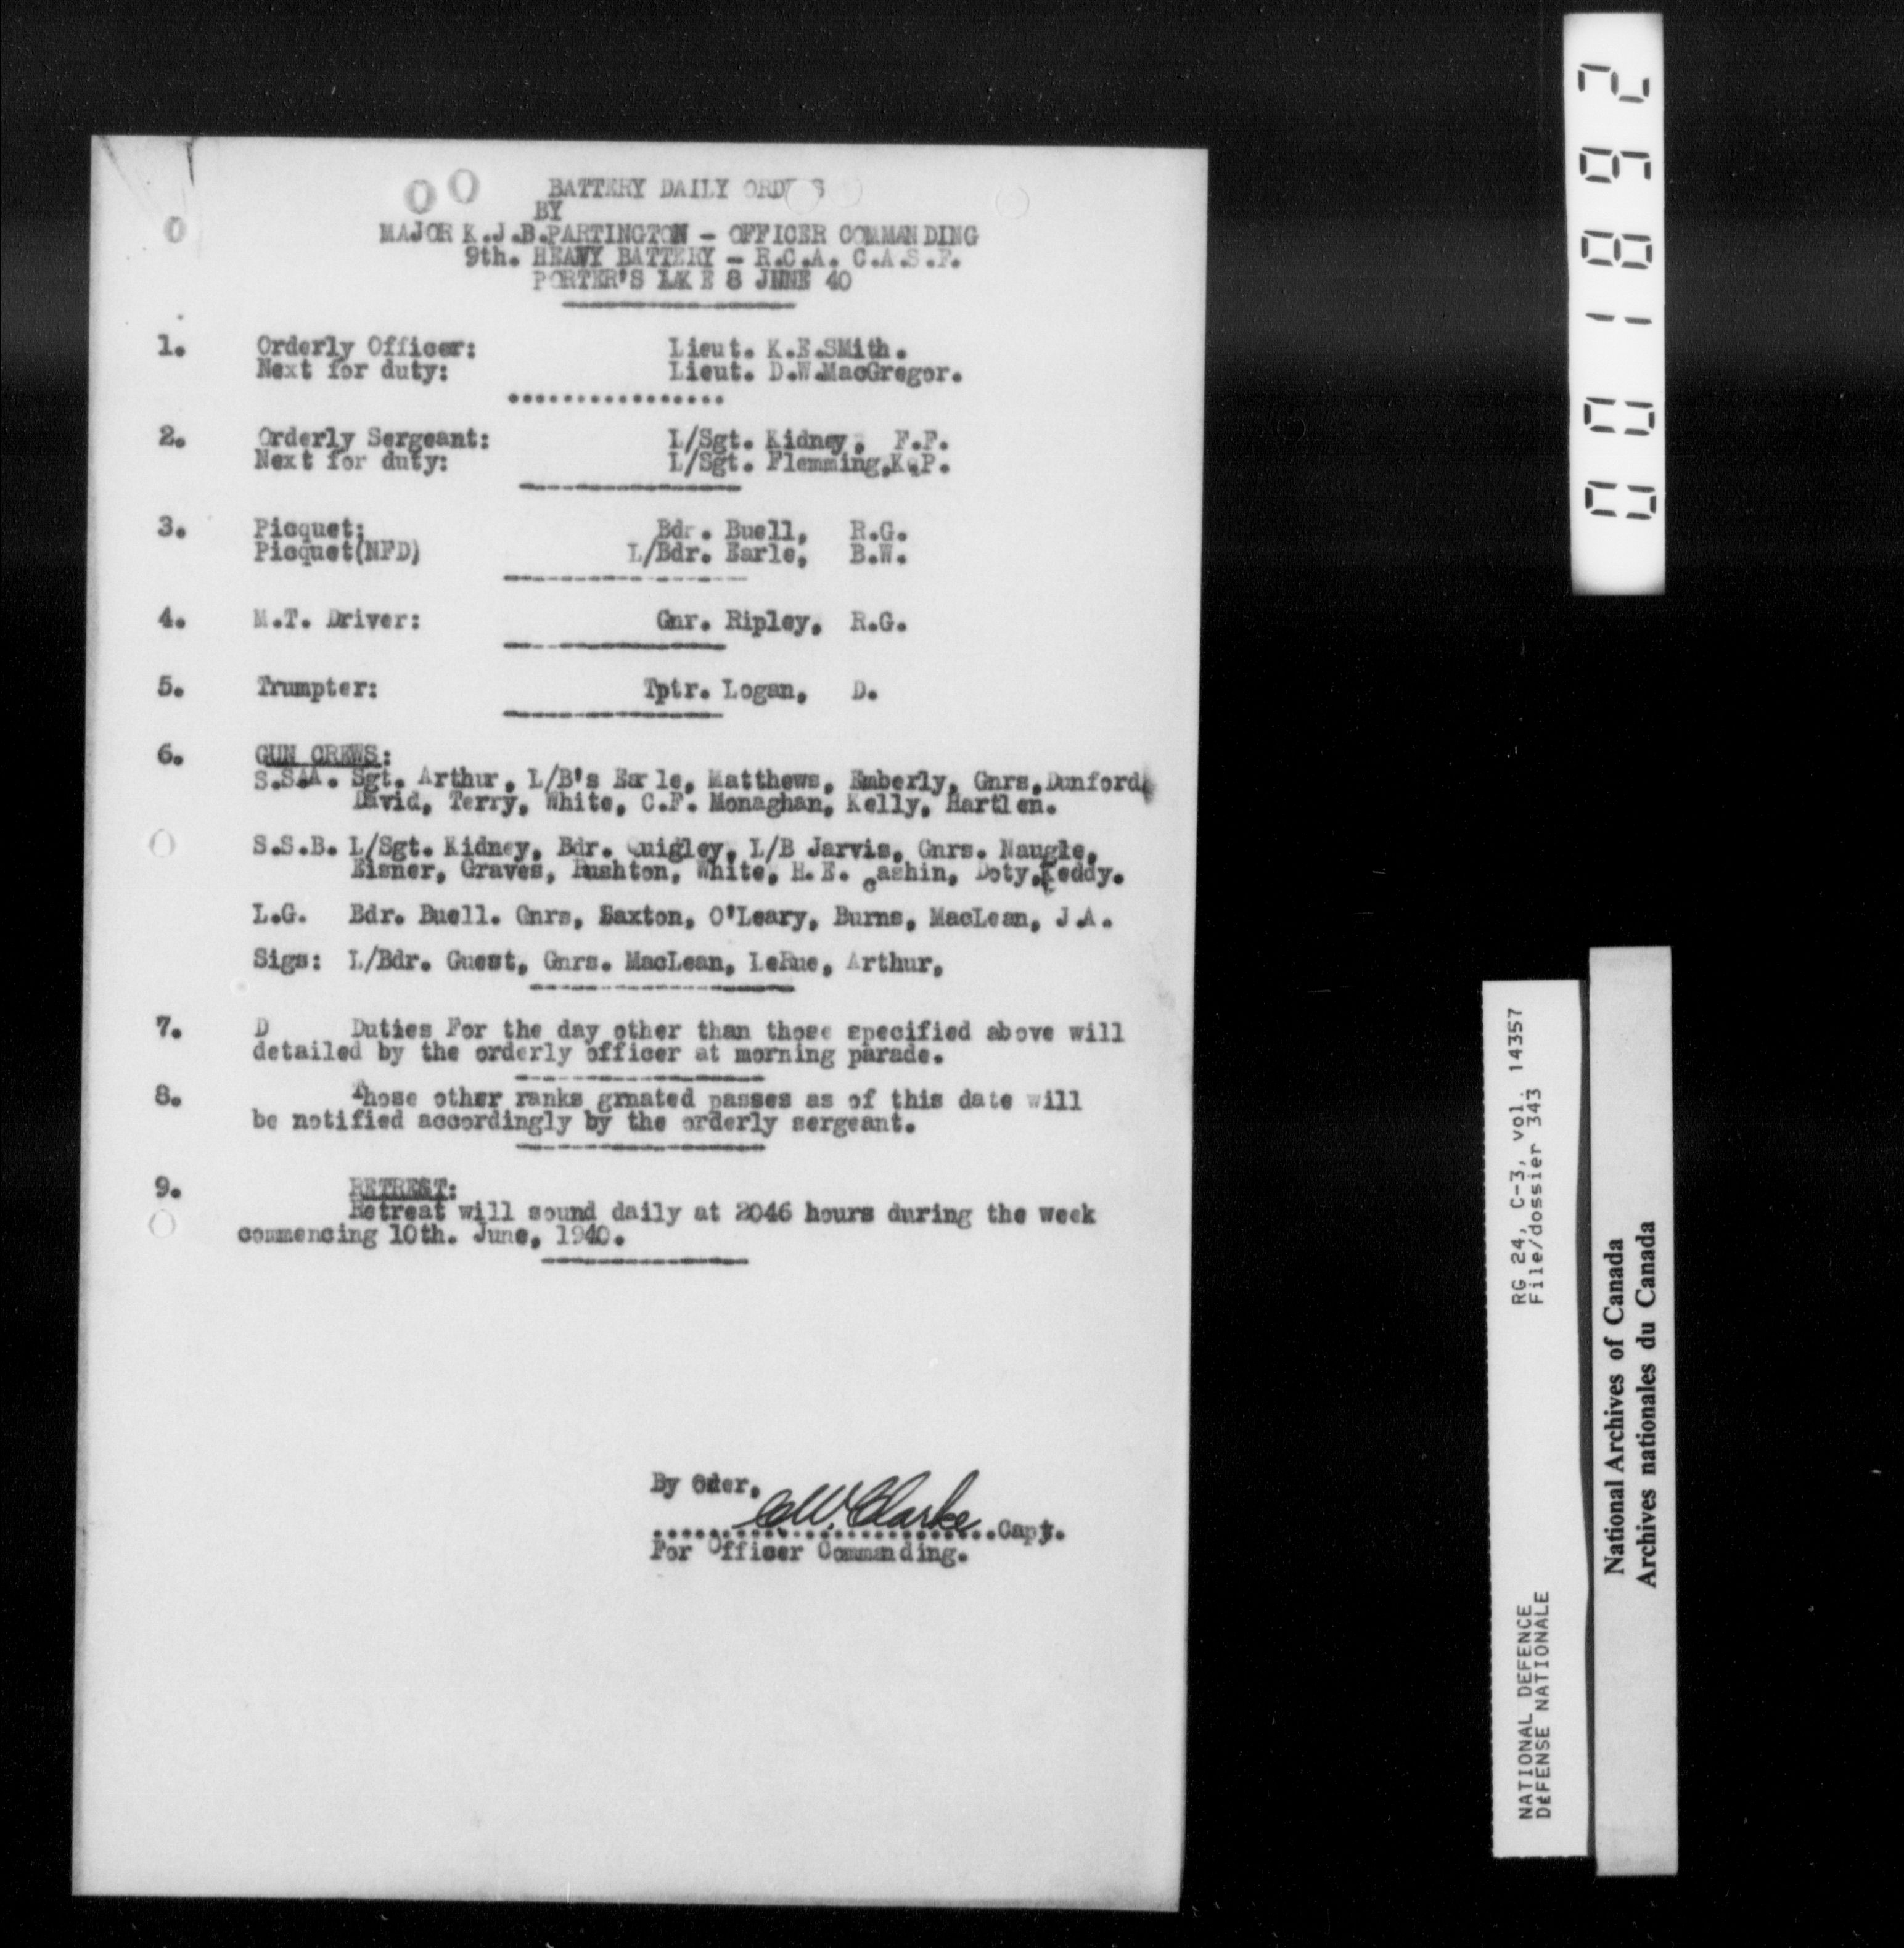 BATTERY DAILY ORD S
BY
MAJOR K.J.B.PARTINGTON - OFFICER COMMANDING
9th. HEAVY BATTERY - R.C.A. C.A.S.F.
PORTER'S LAKE 8 JUNE 40
1. Orderly Officer: Lieut. K.E.SMith.
Next for duty: Lieut. D.W.MacGregor.
................
2. Orderly Sergeant: L/Sgt. Kidney, F.F.
Next for duty: L/Sgt. Flemming,K.P.
3. Picquet: Bdr. Buell, R.G.
Picquet(NFD) L/Bdr. Earle, B.W.
4. M.T. Driver: Gnr. Ripley, R.G.
5. Trumpter: Tptr. Logan, D.
6. GUN CREWS:
S.SAA. Sgt. Arthur, L/B's Earle, Matthews, Emberly, Gnrs,Dunford,
David, Terry, White, C.F. Monaghan, Kelly, Hartlen.
S.S.B. L/Sgt. Kidney, Bdr. Quigley, L/B Jarvis, Gnrs. Naugle,
Eisner, Graves, Rushton, White, H.E. Cashin, Doty,Keddy.
L.G. Bdr. Buell. Gnrs, Saxton, O'Leary, Burns, MacLean, J.A.
Sigs: L/Bdr. Guest, Gnrs. MacLean, LeRue, Arthur,
7. D Duties For the day other than those specified above will
detailed by the orderly officer at morning parade.
8. Those other ranks grnated passes as of this date will
be notified accordingly by the orderly sergeant.
9. RETREST:
Retreat will sound daily at 2046 hours during the week
commencing 10th. June, 1940.
By Oder,
CW. Clarke Capt.
For Officer Commanding.
001892
RG 24, C-3, vol. 14357
File/dossier 343
NATIONAL DEFENCE
DÉFENSE NATIONALE
National Archives of Canada
Archives nationales du Canada